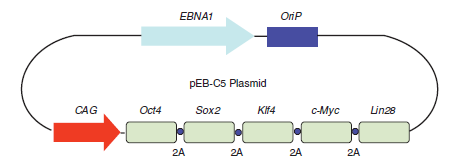 EBNA1 OriP
pEB-C5 Plasmid
CAG Oct4 Sox2 Klf4 c-Myc Lin28
2A 2A 2A 2A